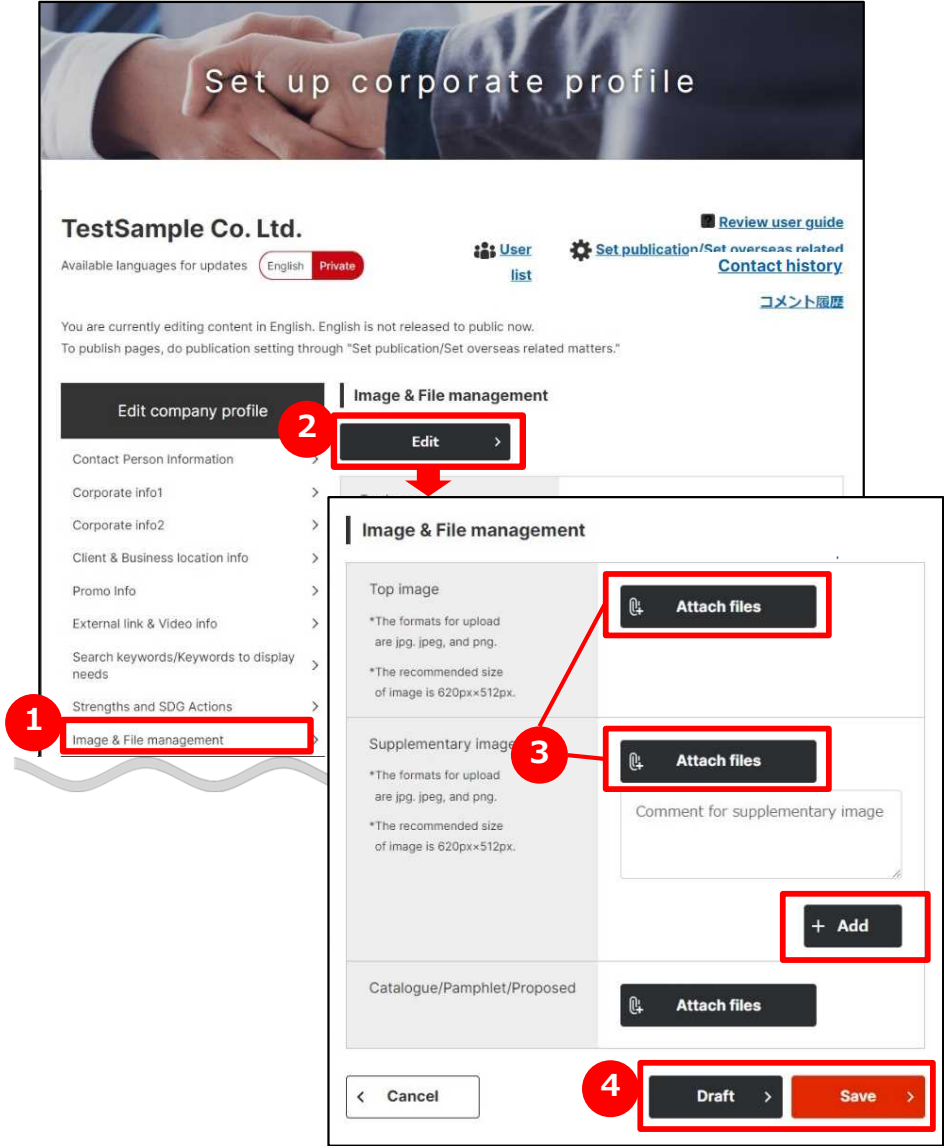 Set up corporate profile
TestSample Co. Ltd.
Review user guide
Available languages for updates English Private
User
list
Set publication/Set overseas related
Contact history
コメント履歴
You are currently editing content in English. English is not released to public now.
To publish pages, do publication setting through "Set publication/Set overseas related matters."
Edit company profile
Contact Person Information
Corporate info1
Corporate info2
Client & Business location info
Promo Info
External link & Video info
Search keywords/Keywords to display
needs
Strengths and SDG Actions
1
Image & File management
Image & File management
2
Edit
Image & File management
Top image
*The formats for upload
are jpg. jpeg, and png.
*The recommended size
of image is 620px×512px.
Attach files
3
Supplementary image
*The formats for upload
are jpg. jpeg, and png.
*The recommended size
of image is 620px×512px.
Attach files
Comment for supplementary image
+ Add
Catalogue/Pamphlet/Proposed
Attach files
Cancel
4
Draft
Save